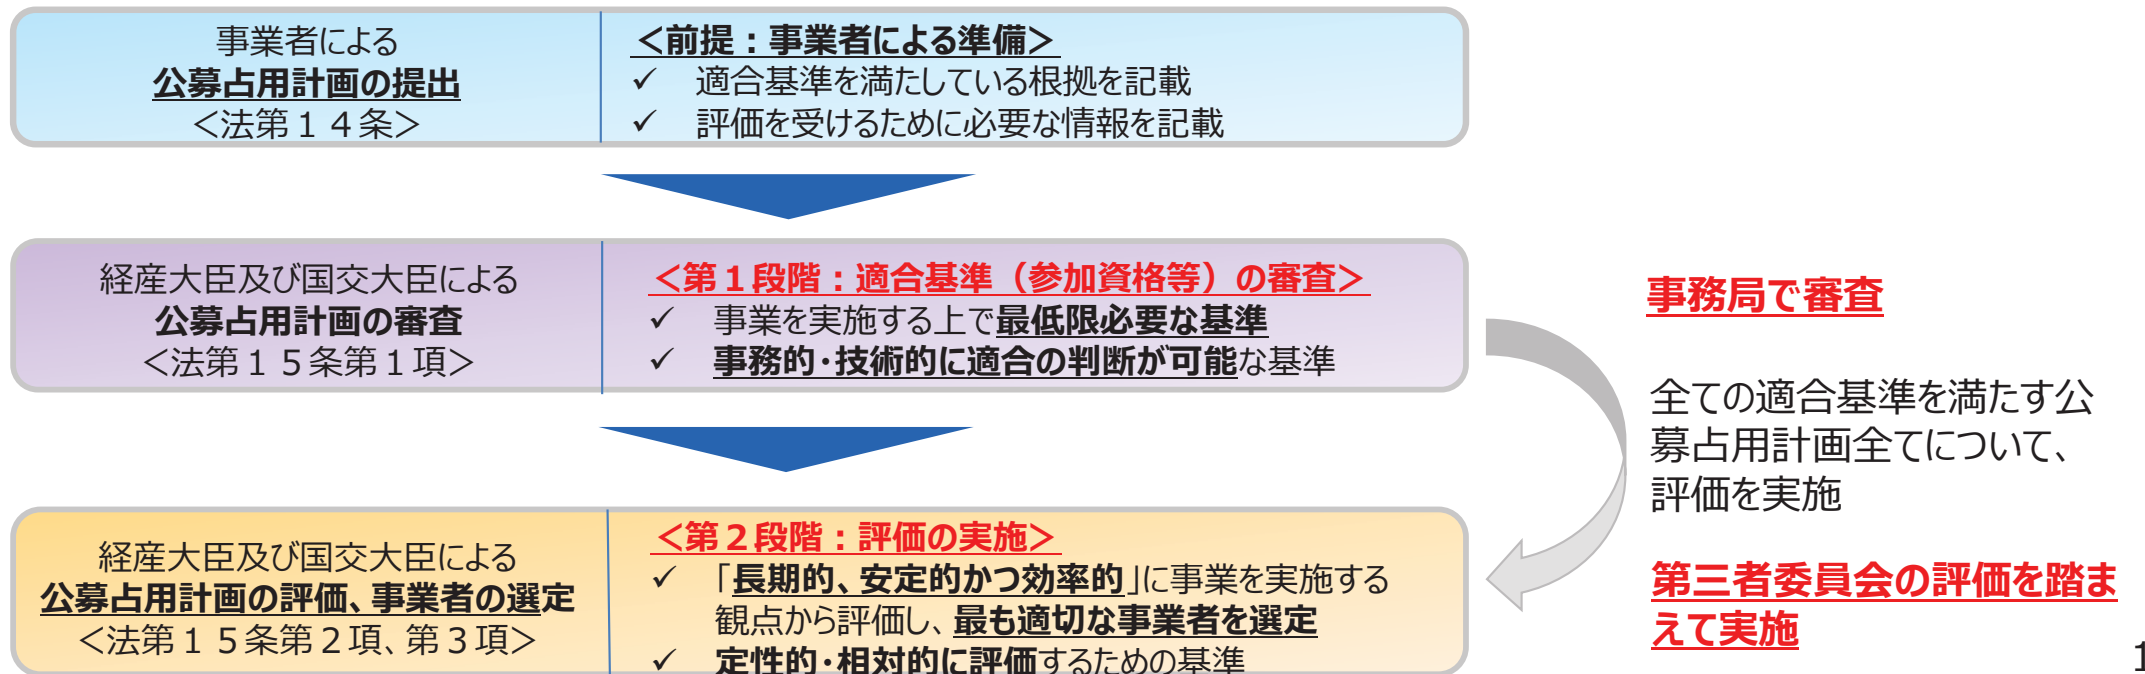 事業者による
公募占用計画の提出
<法第１４条>
<前提：事業者による準備>
✓ 適合基準を満たしている根拠を記載
✓ 評価を受けるために必要な情報を記載
経産大臣及び国交大臣による
公募占用計画の審査
<法第１５条第１項>
<第１段階：適合基準（参加資格等）の審査>
✓ 事業を実施する上で最低限必要な基準
✓ 事務的・技術的に適合の判断が可能な基準
事務局で審査
全ての適合基準を満たす公
募占用計画全てについて、
評価を実施
経産大臣及び国交大臣による
公募占用計画の評価、事業者の選定
<法第１５条第２項、第３項>
<第２段階：評価の実施>
✓ 「長期的、安定的かつ効率的」に事業を実施する
観点から評価し、最も適切な事業者を選定
✓ 定性的・相対的に評価するための基準
第三者委員会の評価を踏ま
えて実施
1